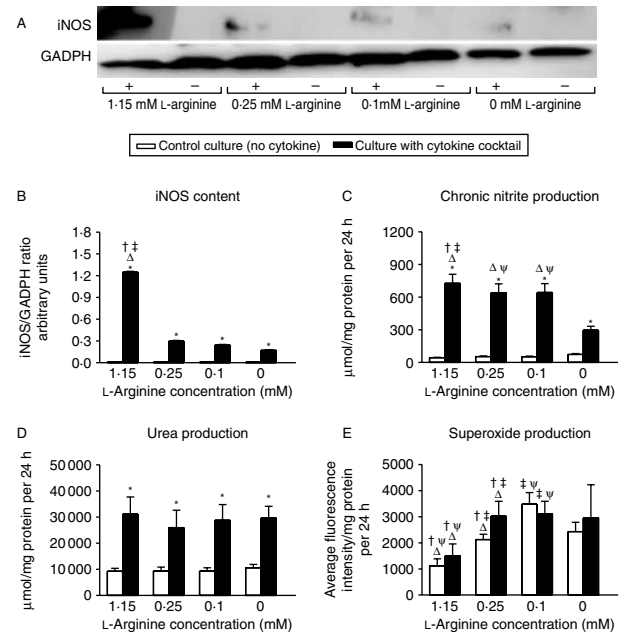 A
iNOS
GADPH
+ − + − + − + −
1·15 mM L-arginine 0·25 mM L-arginine 0·1mM L-arginine 0 mM L-arginine
Control culture (no cytokine) Culture with cytokine cocktail
B iNOS content
iNOS/GADPH ratio
arbitrary units
1·8
1·5
1·2
0·9
0·6
0·3
0·0
† ‡
Δ
*
*
*
*
1·15 0·25 0·1 0
L-Arginine concentration (mM)
C Chronic nitrite production
μmol/mg protein per 24 h
1200
900
600
300
0
† ‡
Δ
*
Δ ψ
*
Δ ψ
*
*
1·15 0·25 0·1 0
L-Arginine concentration (mM)
D Urea production
μmol/mg protein per 24 h
50 000
40 000
30 000
20 000
10 000
0
* * * *
1·15 0·25 0·1 0
L-Arginine concentration (mM)
E Superoxide production
Average fluorescence
intensity/mg protein
per 24 h
5000
4000
3000
2000
1000
0
†
Δ ψ
† ψ
Δ
† ‡
Δ
† ‡
Δ
‡ ψ
‡ ψ
1·15 0·25 0·1 0
L-Arginine concentration (mM)